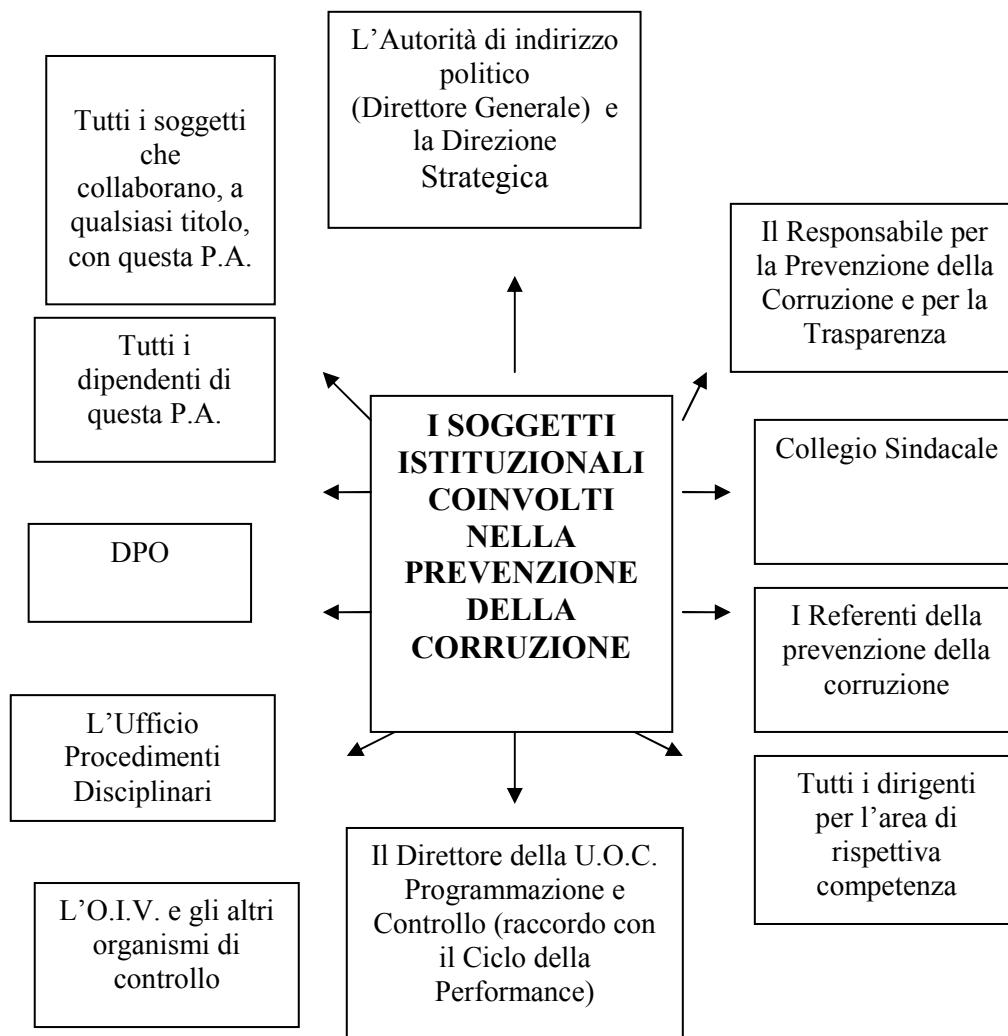 L’Autorità di indirizzo
politico
(Direttore Generale) e
la Direzione
Strategica
Tutti i soggetti
che
collaborano, a
qualsiasi titolo,
con questa P.A.
Il Responsabile per
la Prevenzione della
Corruzione e per la
Trasparenza
Tutti i
dipendenti di
questa P.A.
I SOGGETTI
ISTITUZIONALI
COINVOLTI
NELLA
PREVENZIONE
DELLA
CORRUZIONE
Collegio Sindacale
DPO
I Referenti della
prevenzione della
corruzione
L’Ufficio
Procedimenti
Disciplinari
Tutti i dirigenti
per l’area di
rispettiva
competenza
Il Direttore della U.O.C.
Programmazione e
Controllo (raccordo con
il Ciclo della
Performance)
L’O.I.V. e gli altri
organismi di
controllo